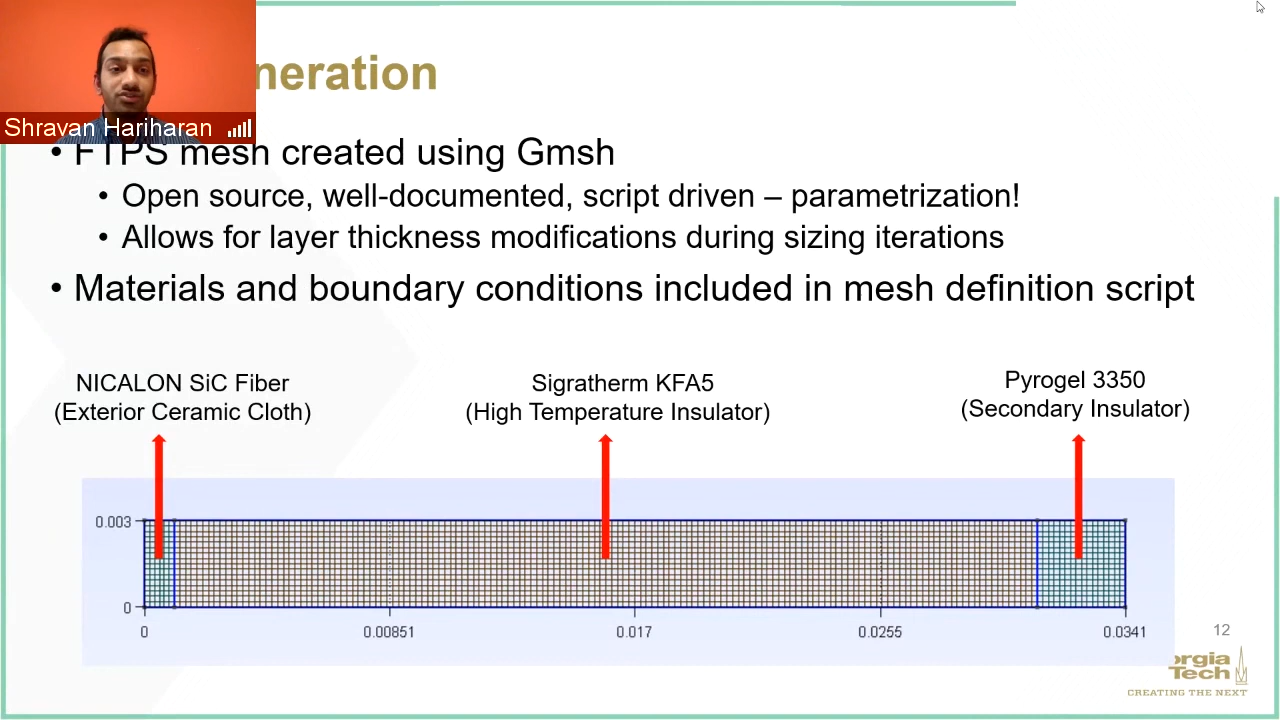 neration
Shravan Hariharan
• FTPS mesh created using Gmsh
• Open source, well-documented, script driven – parametrization!
• Allows for layer thickness modifications during sizing iterations
• Materials and boundary conditions included in mesh definition script
NICALON SiC Fiber
(Exterior Ceramic Cloth)
Sigratherm KFA5
(High Temperature Insulator)
Pyrogel 3350
(Secondary Insulator)
0.003
0
0 0.00851 0.017 0.0255 0.0341
12
orgia
Tech
CREATING THE NEXT